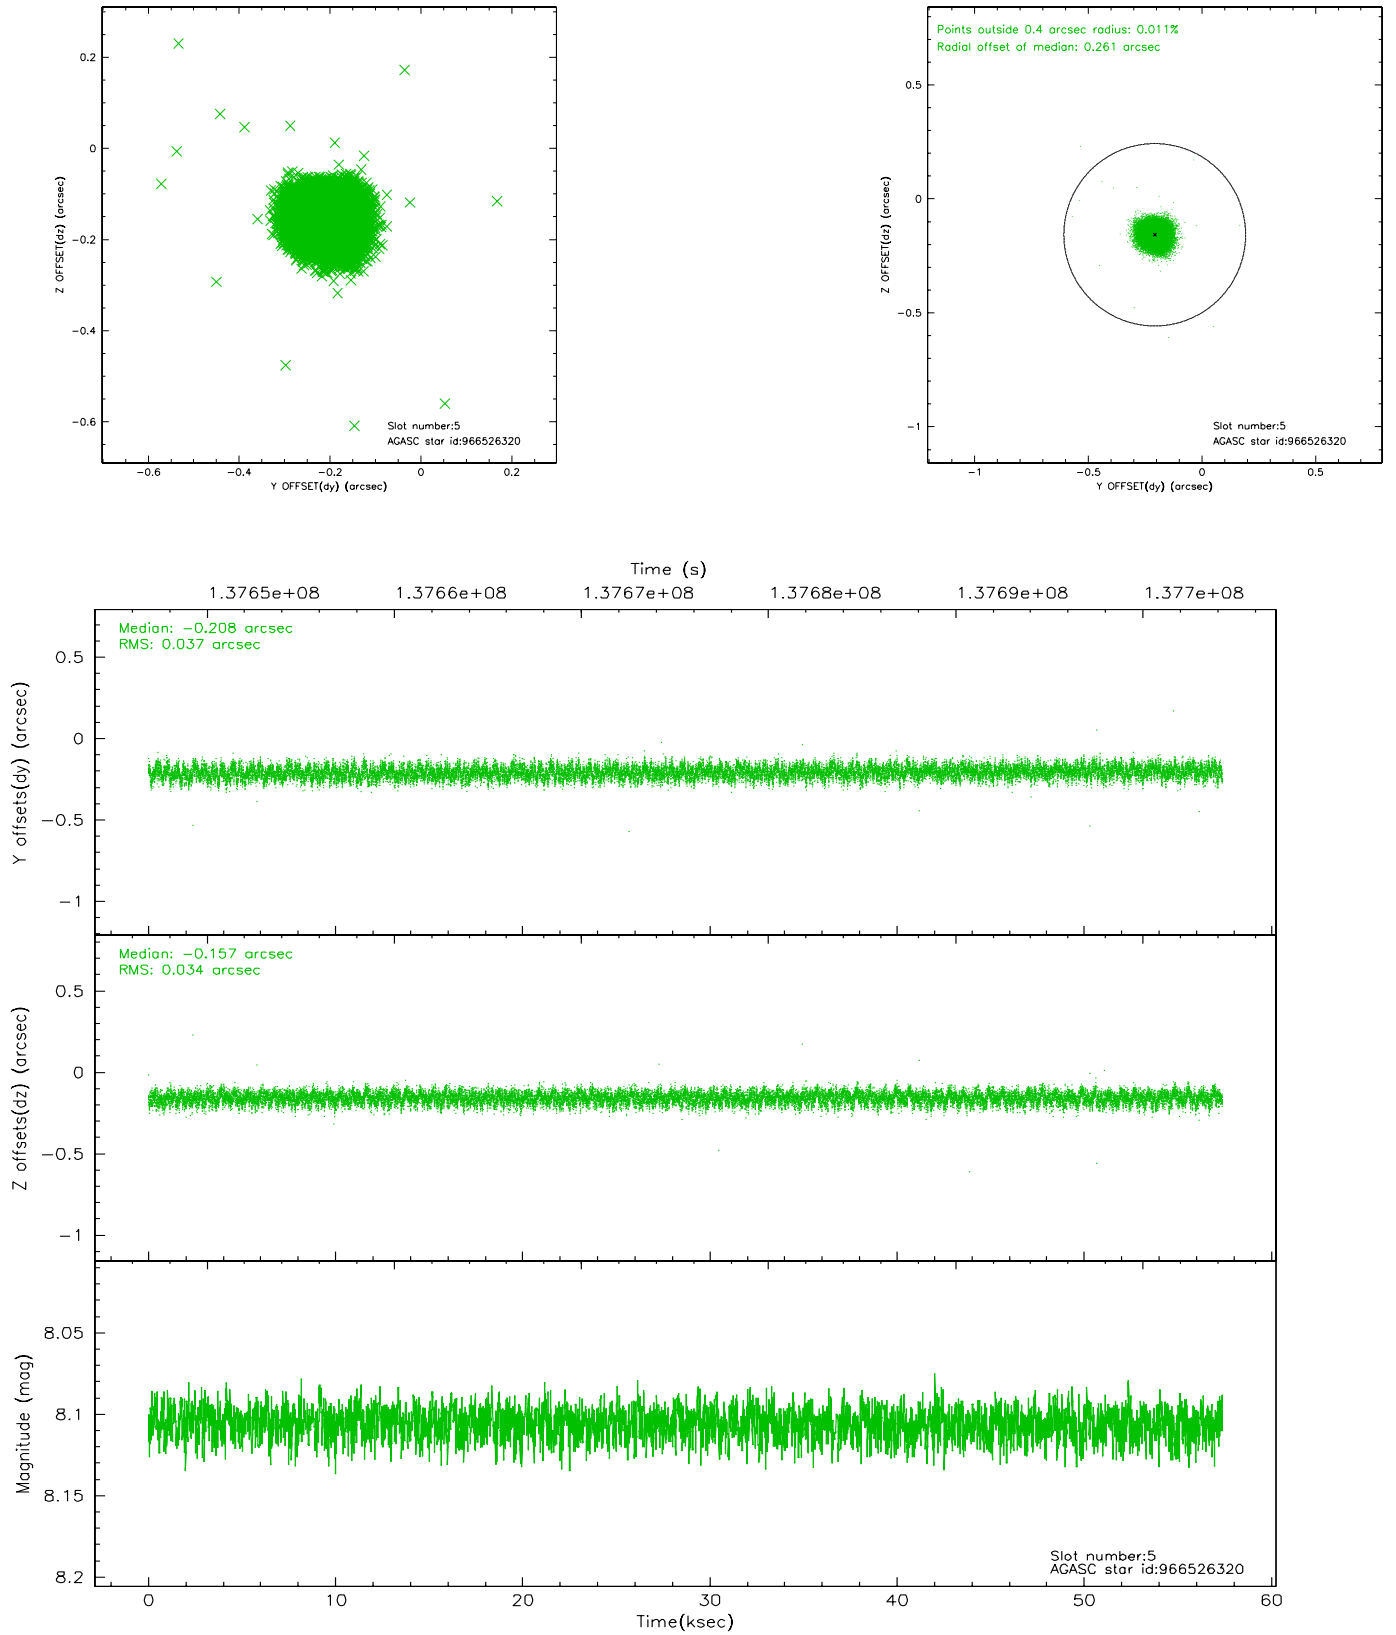 0.2
0
−0.2
−0.4
−0.6
Z OFFSET(dz) (arcsec)
Slot number:5
AGASC star id:966526320
−0.6
−0.4
−0.2
0
0.2
Y OFFSET(dy) (arcsec)
Points outside 0.4 arcsec radius: 0.011%
Radial offset of median: 0.261 arcsec
0.5
0
−0.5
−1
Z OFFSET(dz) (arcsec)
Slot number:5
AGASC star id:966526320
−1
−0.5
0
0.5
Y OFFSET(dy) (arcsec)
Time (s)
1.3765e+08
1.3766e+08
1.3767e+08
1.3768e+08
1.3769e+08
1.377e+08
Median: −0.208 arcsec
RMS: 0.037 arcsec
0.5
0
−0.5
−1
Y offsets(dy) (arcsec)
Median: −0.157 arcsec
RMS: 0.034 arcsec
0.5
0
−0.5
−1
Z offsets(dz) (arcsec)
8.05
8.1
8.15
8.2
Magnitude (mag)
Slot number:5
AGASC star id:966526320
0
10
20
30
40
50
60
Time(ksec)